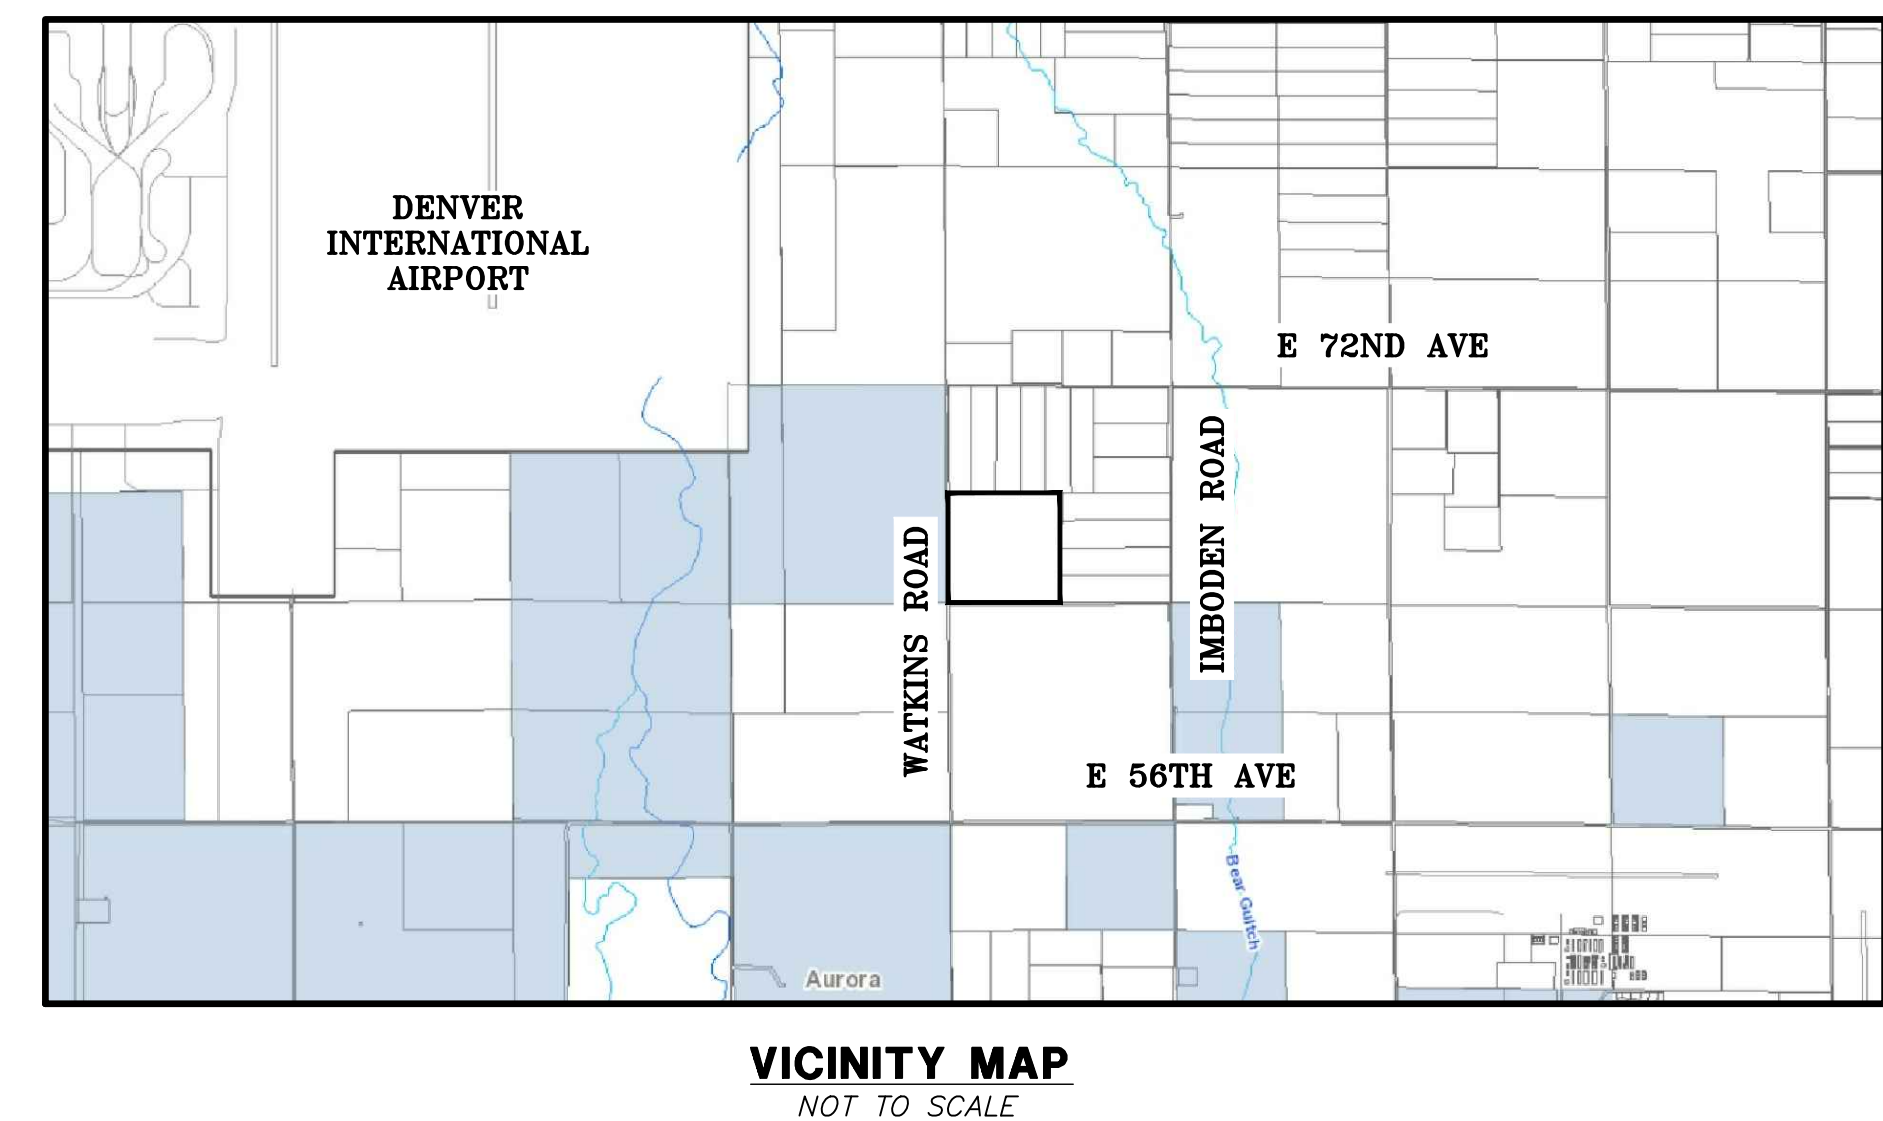 DENVER
INTERNATIONAL
AIRPORT
E 72ND AVE
WATKINS ROAD
IMBODEN ROAD
E 56TH AVE
Bear Gulch
Aurora
VICINITY MAP
NOT TO SCALE